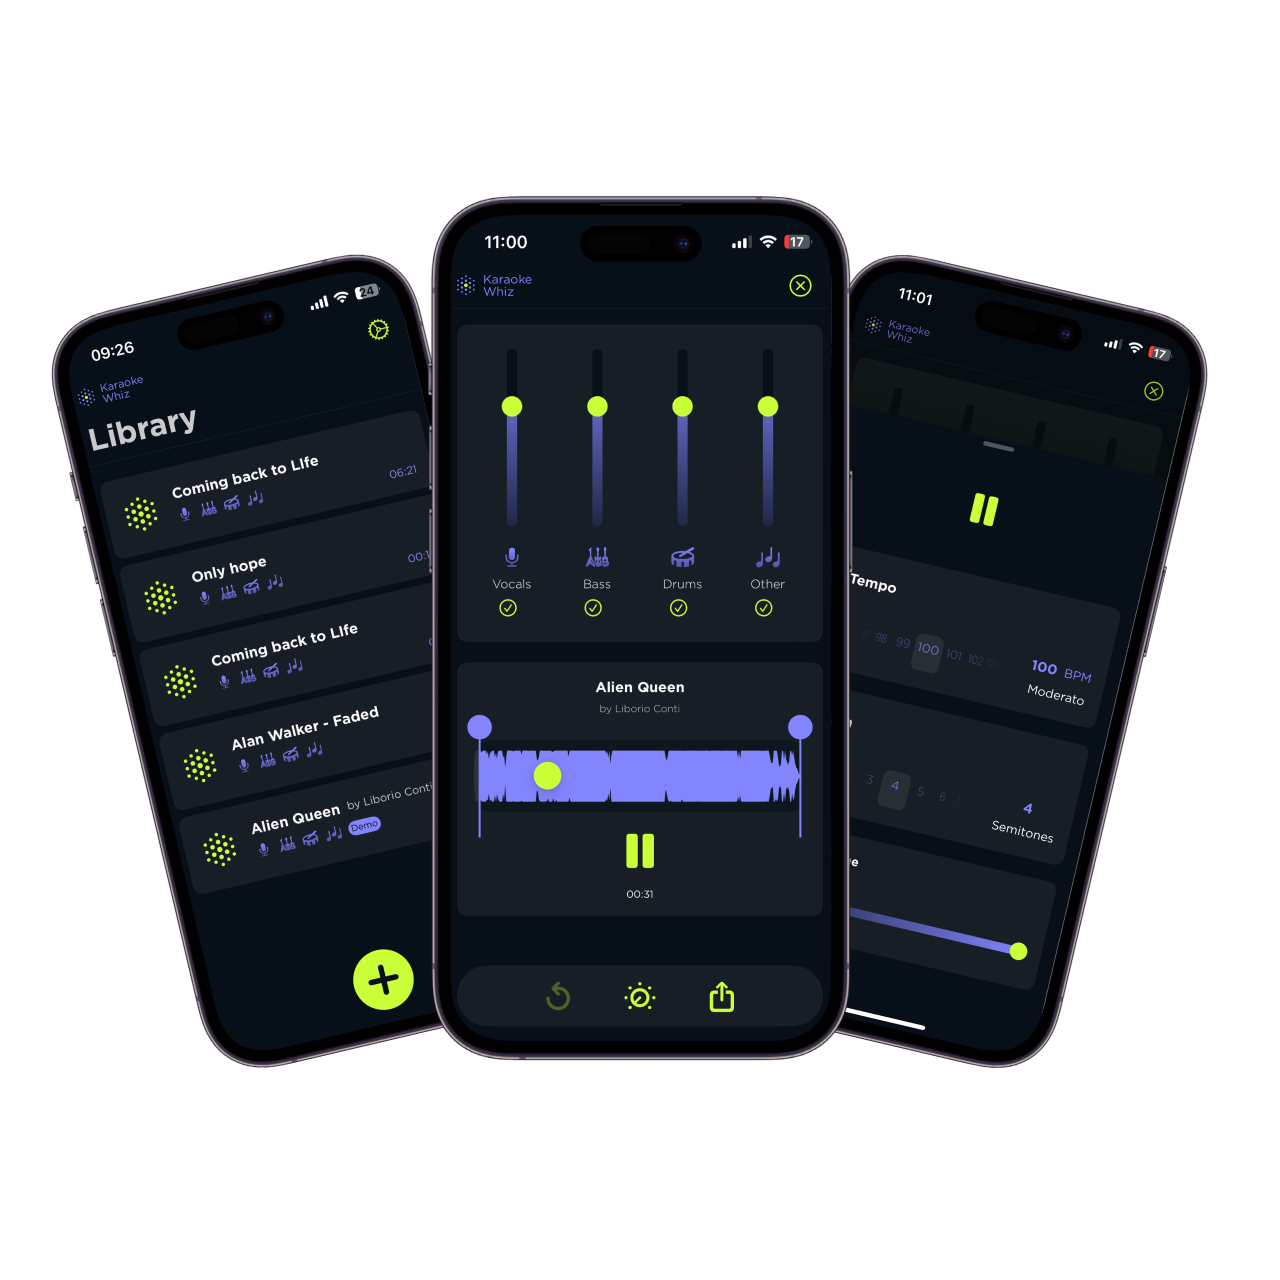 09:26
24
Karaoke
Whiz
Library
Coming back to LIfe
06:21
Only hope
Coming back to LIfe
Alan Walker - Faded
Alien Queen by Liborio Conti
Demo
11:00
17
Karaoke
Whiz
Vocals
Bass
Drums
Other
Alien Queen
by Liborio Conti
00:31
11:01
17
Karaoke
Whiz
Tempo
98 99 100 101 102
100 BPM
Moderato
3 4 5 6
4
Semitones